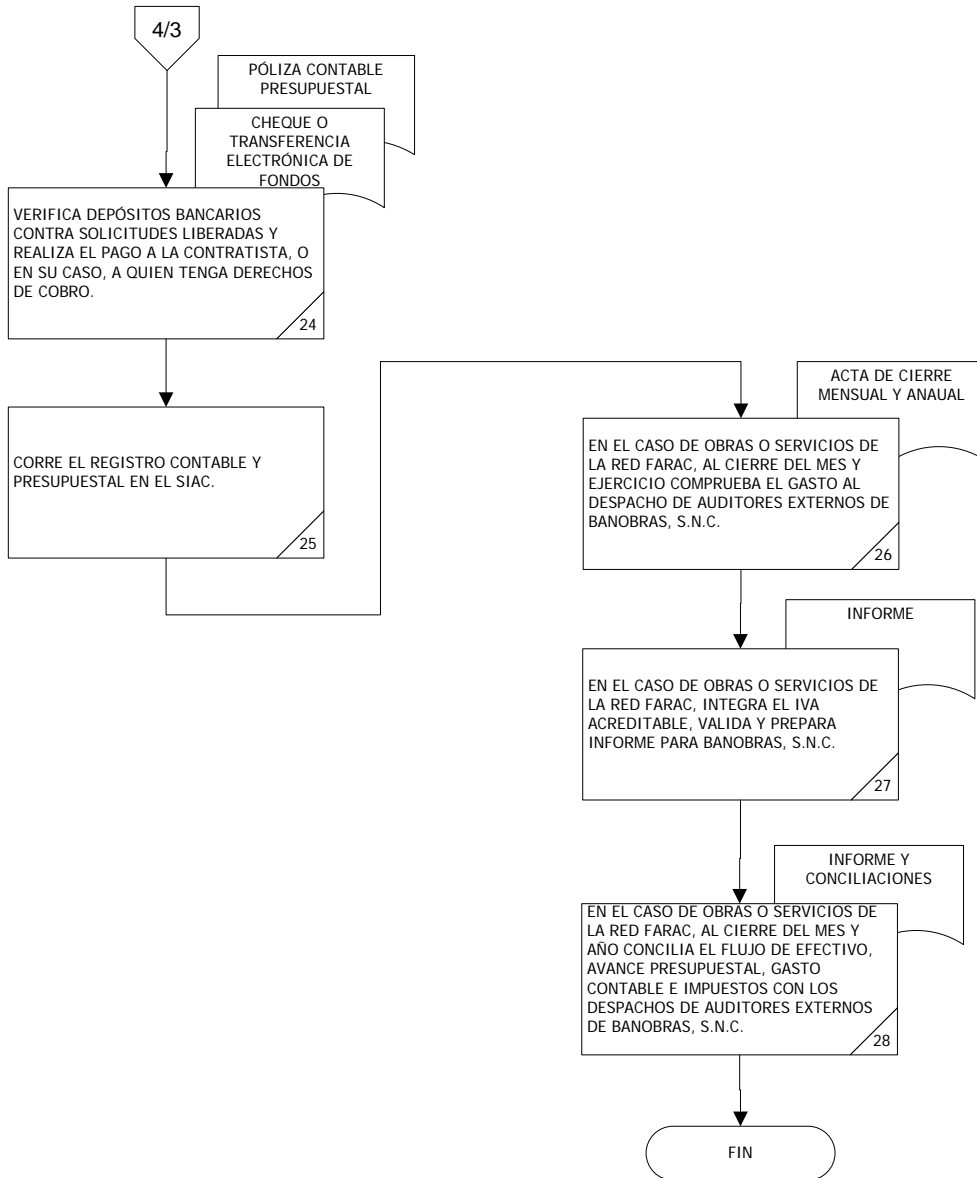 4/3
PÓLIZA CONTABLE
PRESUPUESTAL
CHEQUE O
TRANSFERENCIA
ELECTRÓNICA DE
FONDOS
VERIFICA DEPÓSITOS BANCARIOS
CONTRA SOLICITUDES LIBERADAS Y
REALIZA EL PAGO A LA CONTRATISTA, O
EN SU CASO, A QUIEN TENGA DERECHOS
DE COBRO.
24
CORRE EL REGISTRO CONTABLE Y
PRESUPUESTAL EN EL SIAC.
25
ACTA DE CIERRE
MENSUAL Y ANAUAL
EN EL CASO DE OBRAS O SERVICIOS DE
LA RED FARAC, AL CIERRE DEL MES Y
EJERCICIO COMPRUEBA EL GASTO AL
DESPACHO DE AUDITORES EXTERNOS DE
BANOBRAS, S.N.C.
26
INFORME
EN EL CASO DE OBRAS O SERVICIOS DE
LA RED FARAC, INTEGRA EL IVA
ACREDITABLE, VALIDA Y PREPARA
INFORME PARA BANOBRAS, S.N.C.
27
INFORME Y
CONCILIACIONES
EN EL CASO DE OBRAS O SERVICIOS DE
LA RED FARAC, AL CIERRE DEL MES Y
AÑO CONCILIA EL FLUJO DE EFECTIVO,
AVANCE PRESUPUESTAL, GASTO
CONTABLE E IMPUESTOS CON LOS
DESPACHOS DE AUDITORES EXTERNOS
DE BANOBRAS, S.N.C.
28
FIN